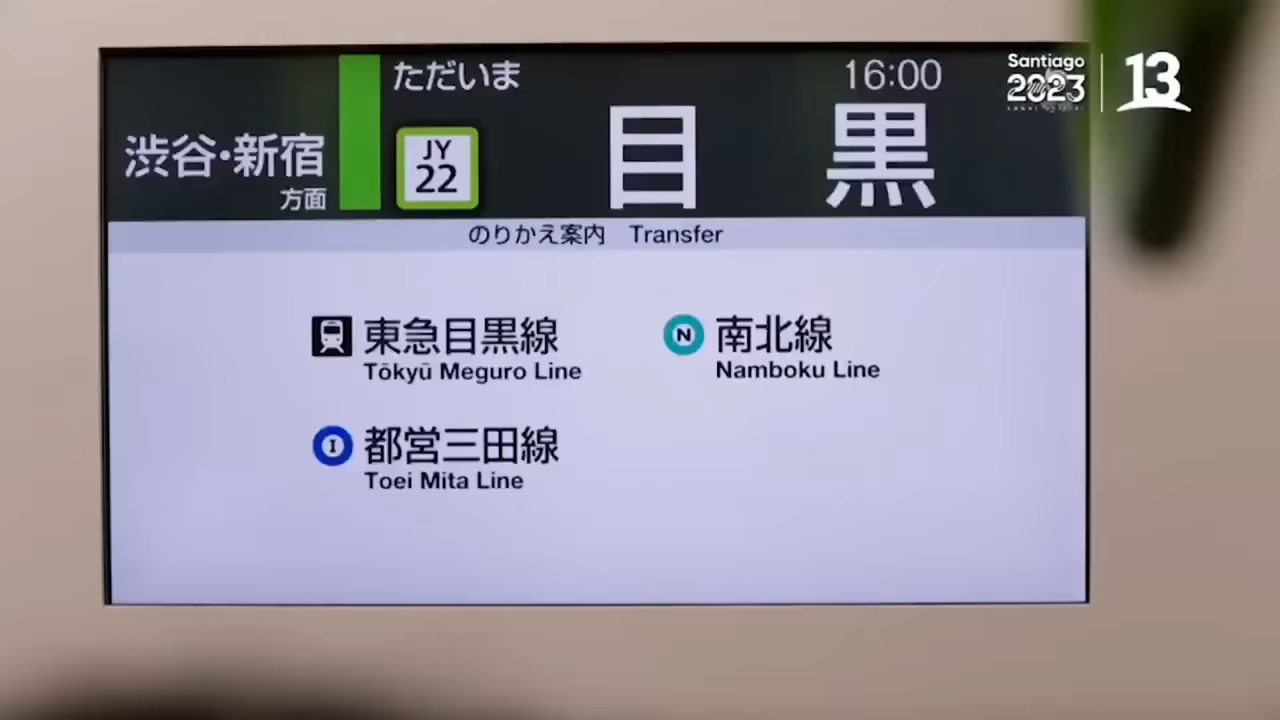 ただいま
16:00
渋谷・新宿
方面
JY
22
目黒
のりかえ案内 Transfer
東急目黒線
Tōkyū Meguro Line
N
南北線
Namboku Line
I
都営三田線
Toei Mita Line
Santiago
2023
13